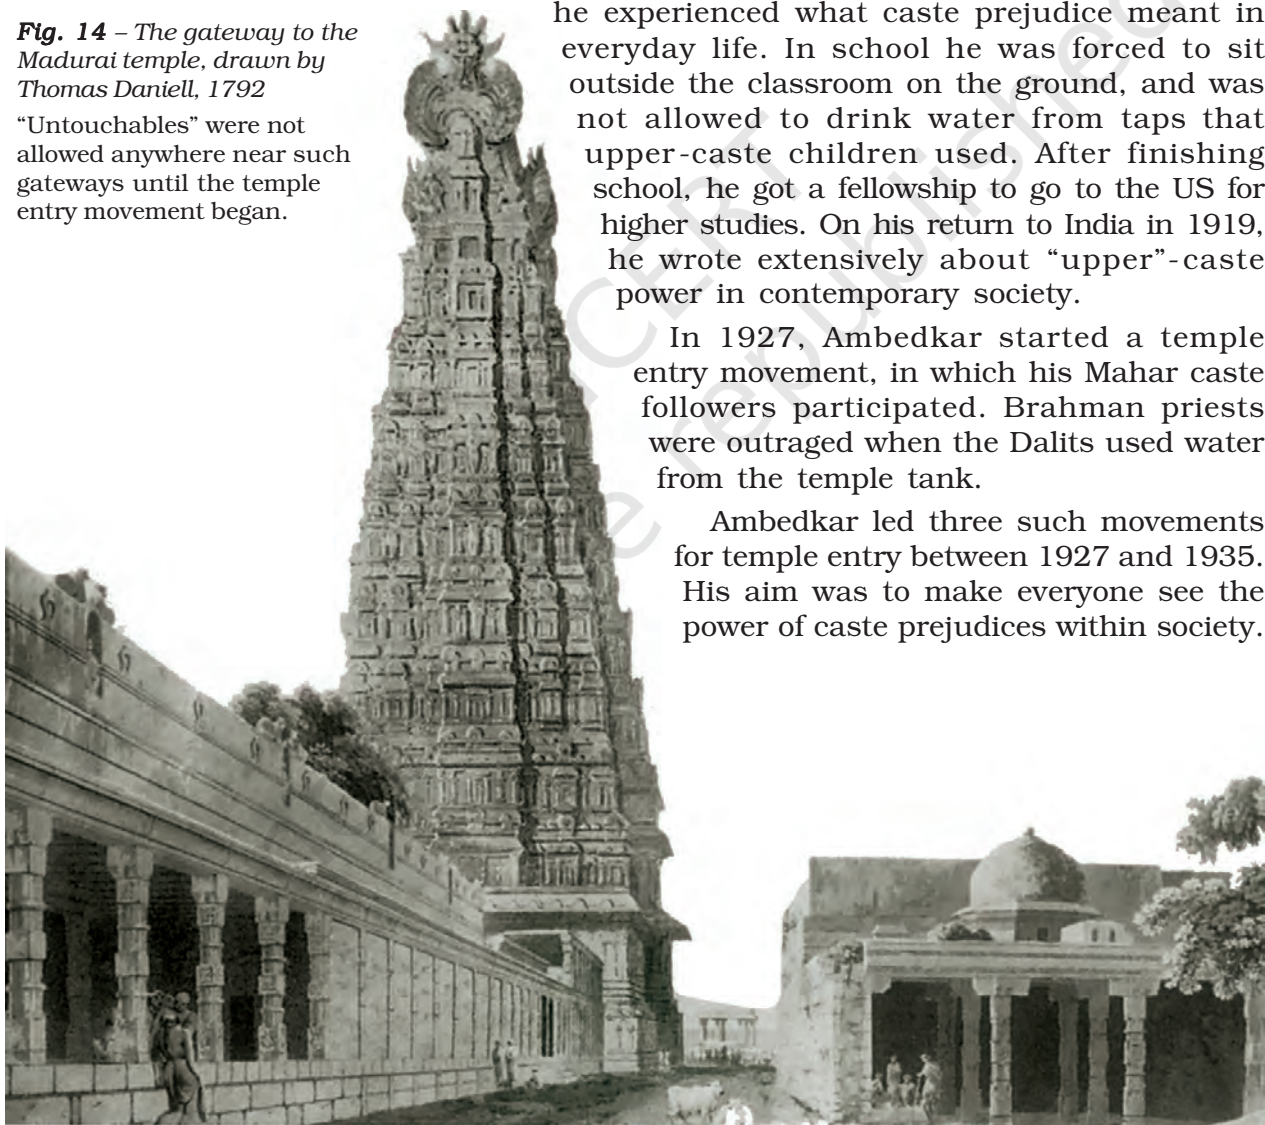 Fig. 14 – The gateway to the
Madurai temple, drawn by
Thomas Daniell, 1792
“Untouchables” were not
allowed anywhere near such
gateways until the temple
entry movement began.
he experienced what caste prejudice meant in
everyday life. In school he was forced to sit
outside the classroom on the ground, and was
not allowed to drink water from taps that
upper-caste children used. After finishing
school, he got a fellowship to go to the US for
higher studies. On his return to India in 1919,
he wrote extensively about “upper”-caste
power in contemporary society.
In 1927, Ambedkar started a temple
entry movement, in which his Mahar caste
followers participated. Brahman priests
were outraged when the Dalits used water
from the temple tank.
Ambedkar led three such movements
for temple entry between 1927 and 1935.
His aim was to make everyone see the
power of caste prejudices within society.
NCERT
republished